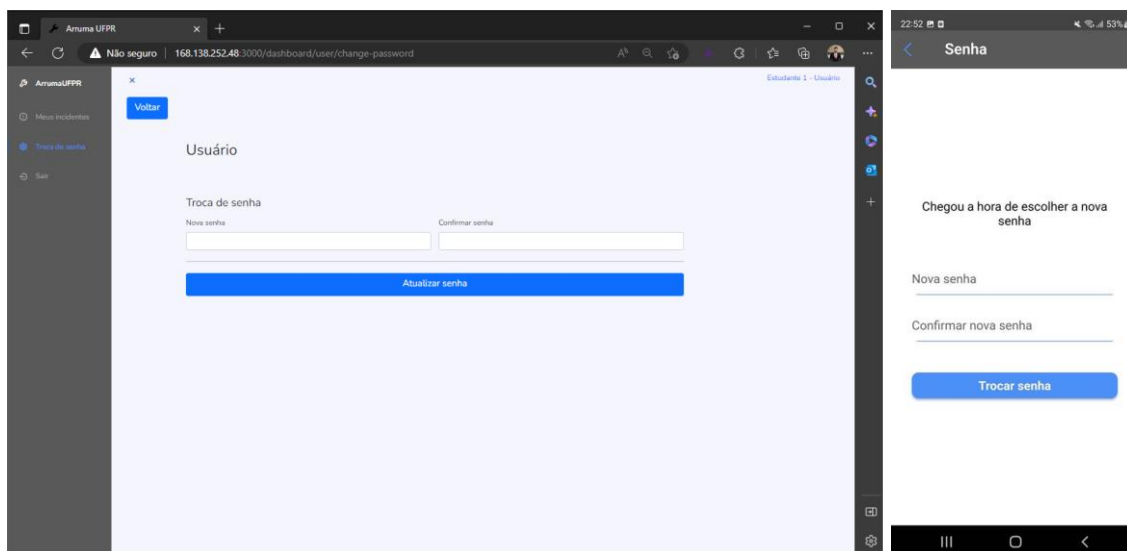 Arruma UFPR
Não seguro | 168.138.252.48:3000/dashboard/user/change-password
ArrumaUFPR
Meus incidentes
Troca de senha
Sair
Estudante 1 - Usuário
Voltar
Usuário
Troca de senha
Nova senha
Confirmar senha
Atualizar senha
22:52
53%
Senha
Chegou a hora de escolher a nova
senha
Nova senha
Confirmar nova senha
Trocar senha